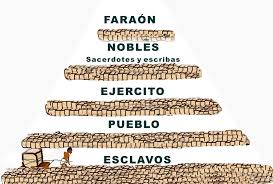 FARAÓN
NOBLES
Sacerdotes y escribas
EJERCITO
PUEBLO
ESCLAVOS